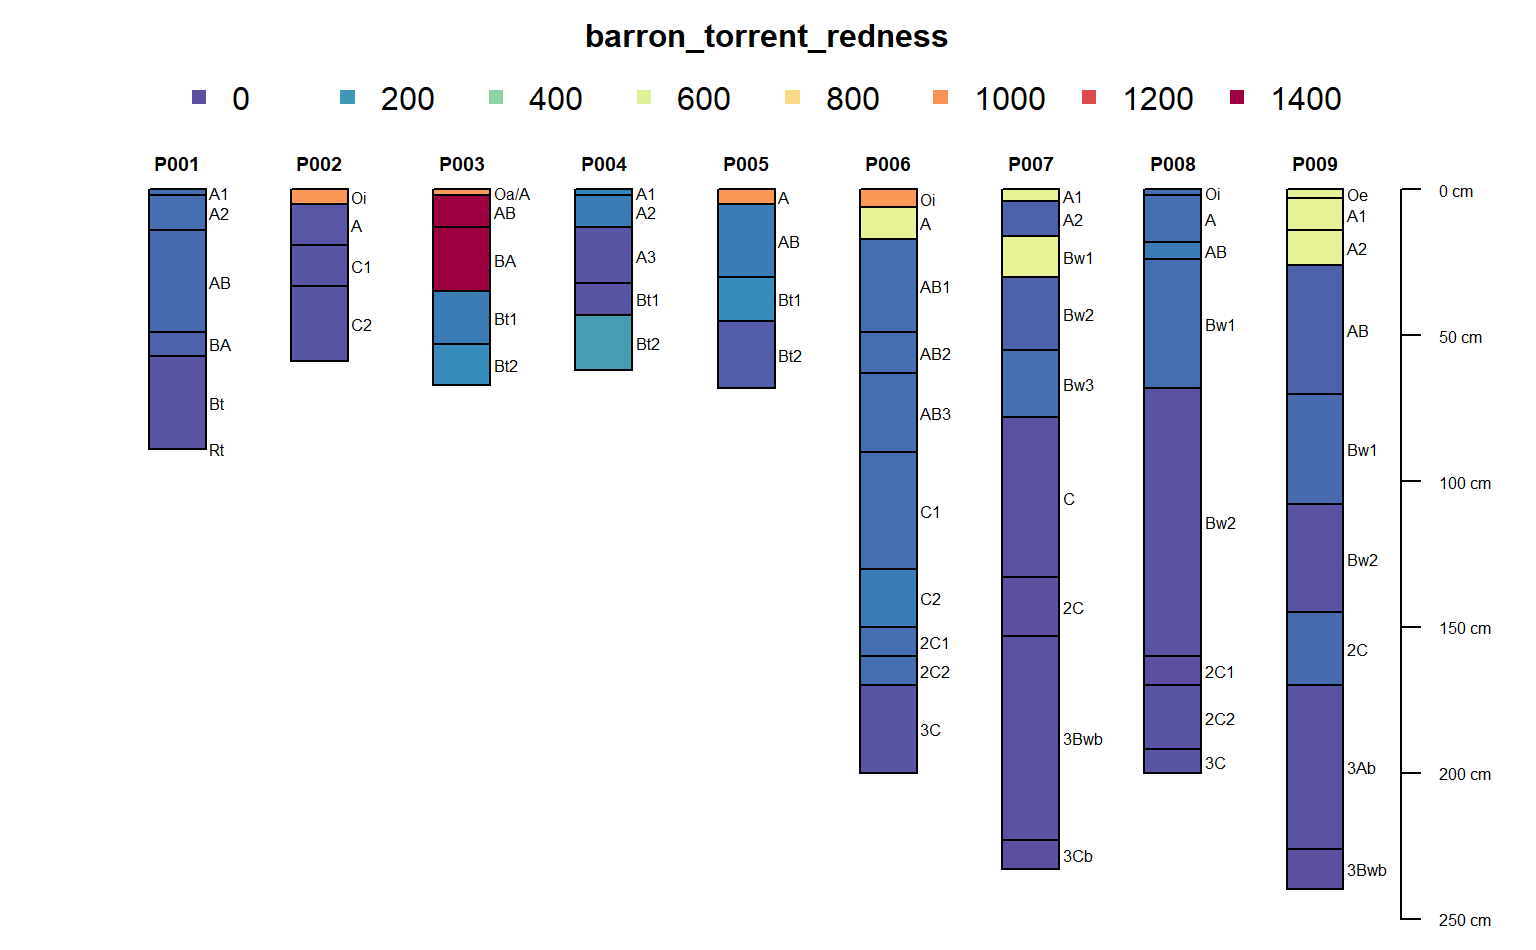 barron_torrent_redness
0 200 400 600 800 1000 1200 1400
P001 P002 P003 P004 P005 P006 P007 P008 P009
A1
A2
AB
BA
Bt
Rt
Oi
A
C1
C2
Oa/A
AB
BA
Bt1
Bt2
A1
A2
A3
Bt1
Bt2
A
AB
Bt1
Bt2
Oi
A
AB1
AB2
AB3
C1
C2
2C1
2C2
3C
A1
A2
Bw1
Bw2
Bw3
C
2C
3Bwb
3Cb
Oi
A
AB
Bw1
Bw2
2C1
2C2
3C
Oe
A1
A2
AB
Bw1
Bw2
2C
3Ab
3Bwb
0 cm
50 cm
100 cm
150 cm
200 cm
250 cm